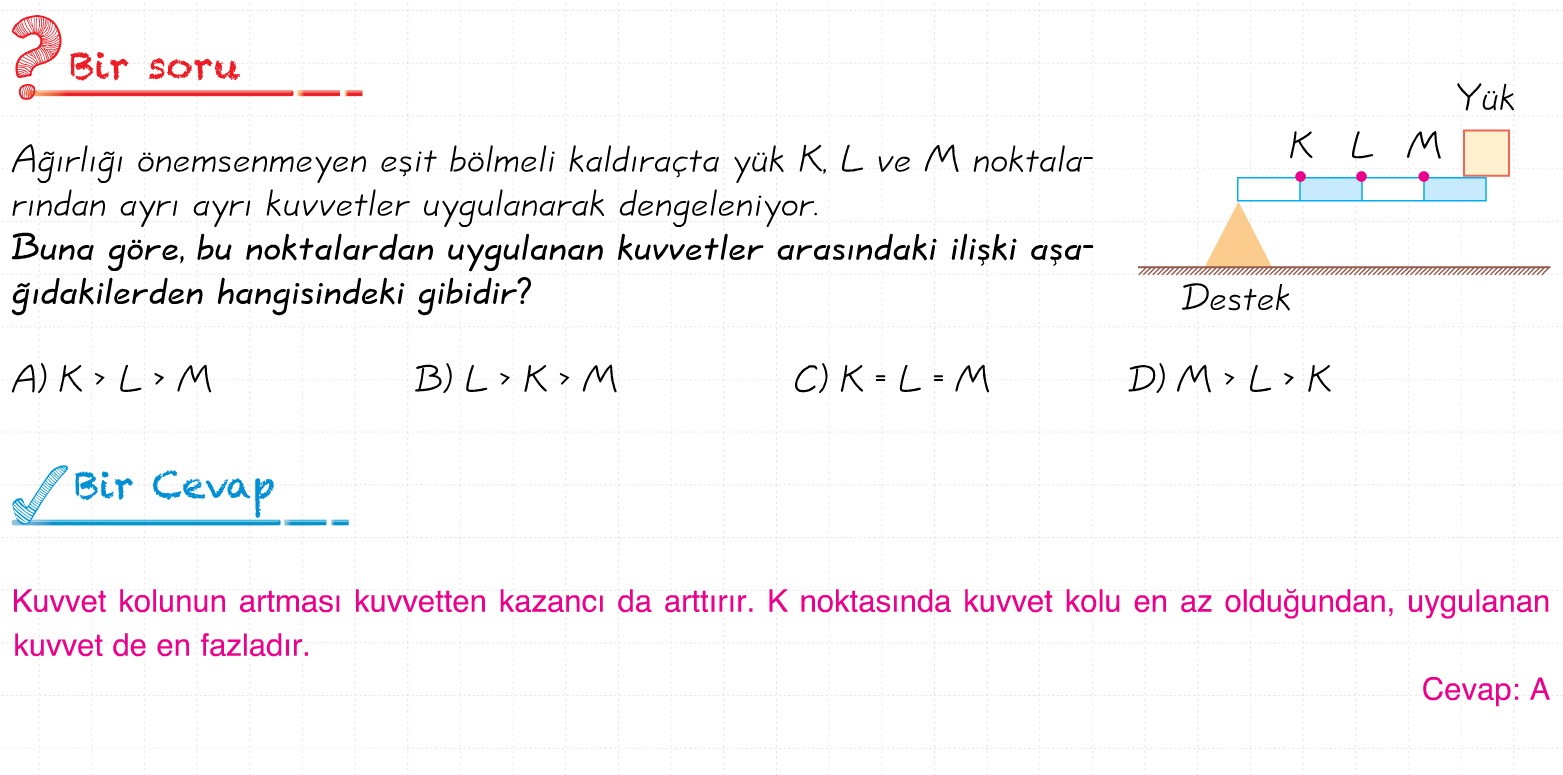 Bir soru
Yük
K L M
Ağırlığı önemsenmeyen eşit bölmeli kaldıraçta yük K, L ve M noktala-
rından ayrı ayrı kuvvetler uygulanarak dengeleniyor.
Buna göre, bu noktalardan uygulanan kuvvetler arasındaki ilişki aşa-
ğıdakilerden hangisindeki gibidir?
Destek
A) K > L > M B) L > K > M C) K = L = M D) M > L > K
Bir Cevap
Kuvvet kolunun artması kuvvetten kazancı da arttırır. K noktasında kuvvet kolu en az olduğundan, uygulanan
kuvvet de en fazladır.
Cevap: A